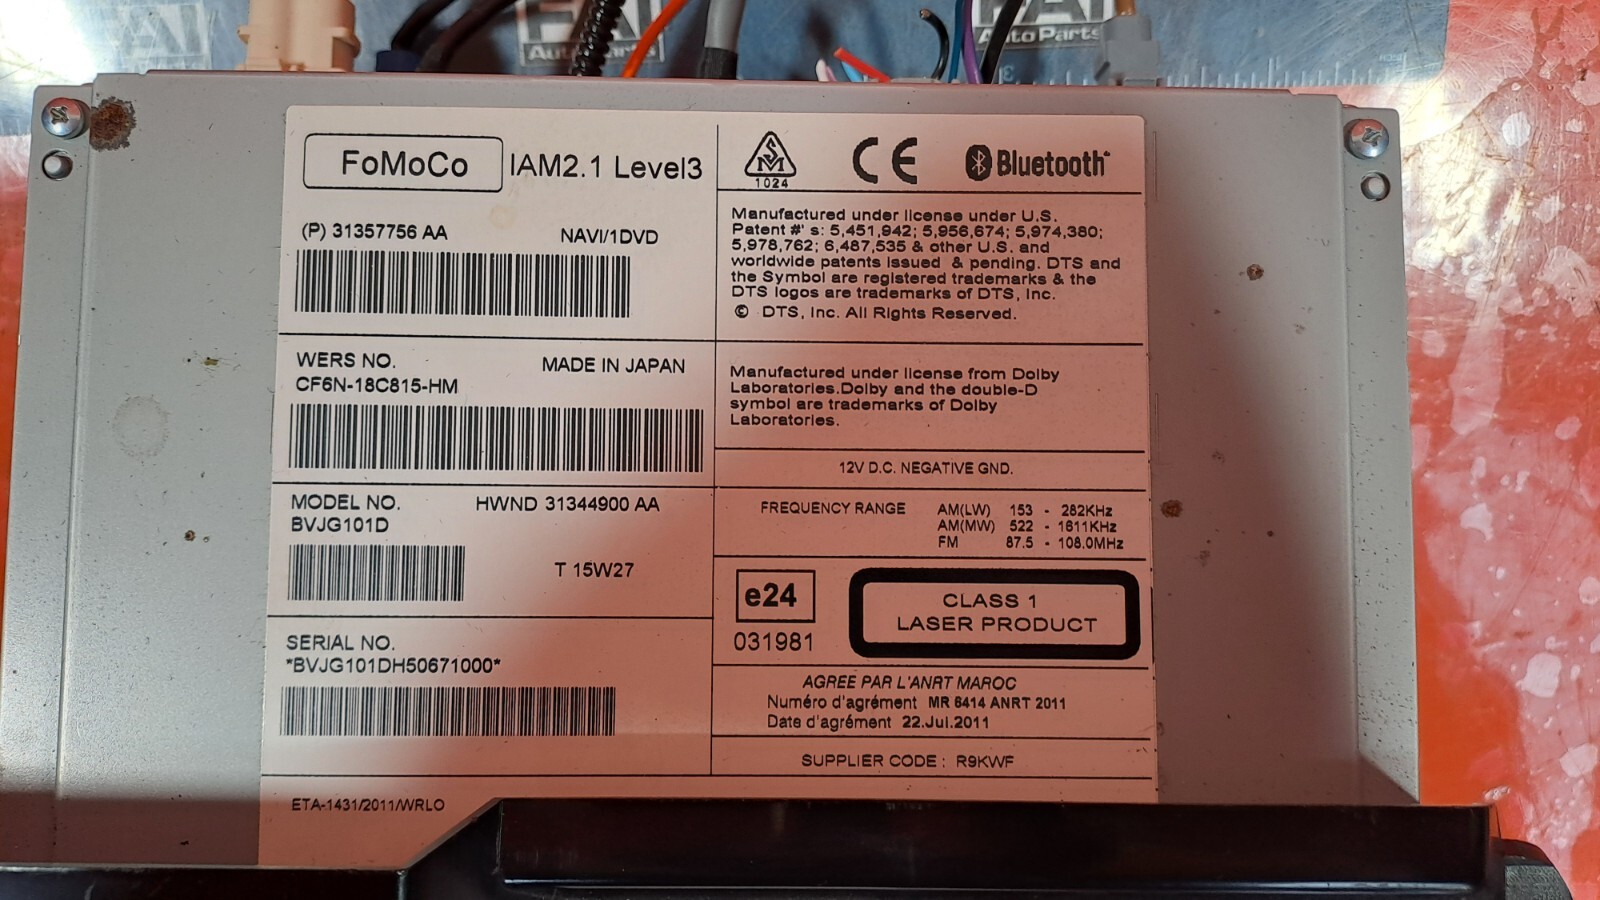 Auto Parts
Auto Parts
FoMoCo
IAM2.1 Level3
(P) 31357756 AA
NAVI/1DVD
WERS NO.
MADE IN JAPAN
CF6N-18C815-HM
MODEL NO.
HWND 31344900 AA
BVJG101D
T 15W27
SERIAL NO.
*BVJG101DH50671000*
ETA-1431/2011/WRLO
SVM
1024
CE
Bluetooth
Manufactured under license under U.S.
Patent #' s: 5,451,942; 5,956,674; 5,974,380;
5,978,762; 6,487,535 & other U.S. and
worldwide patents issued & pending. DTS and
the Symbol are registered trademarks & the
DTS logos are trademarks of DTS, Inc.
© DTS, Inc. All Rights Reserved.
Manufactured under license from Dolby
Laboratories.Dolby and the double-D
symbol are trademarks of Dolby
Laboratories.
12V D.C. NEGATIVE GND.
FREQUENCY RANGE
AM(LW) 153 - 282KHz
AM(MW) 522 - 1611KHz
FM 87.5 - 108.0MHz
e24
031981
CLASS 1
LASER PRODUCT
AGREE PAR L'ANRT MAROC
Numéro d'agrément MR 6414 ANRT 2011
Date d'agrément 22.Jul.2011
SUPPLIER CODE : R9KWF